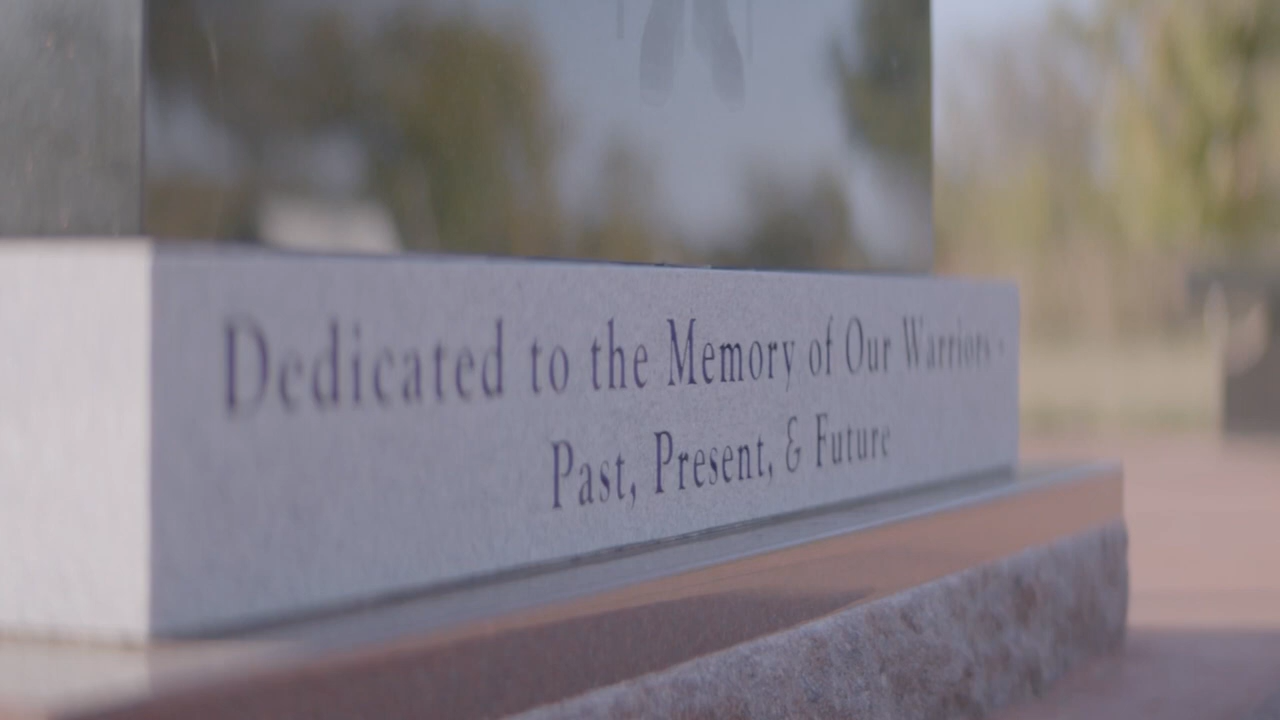 Dedicated to the Memory of Our Warriors -
Past, Present, & Future